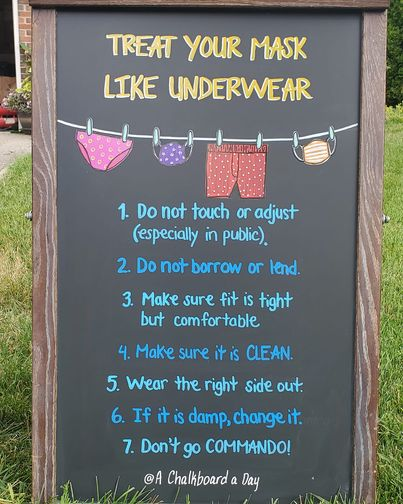 TREAT YOUR MASK
LIKE UNDERWEAR
1. Do not touch or adjust
(especially in public).
2. Do not borrow or lend.
3. Make sure fit is tight
but comfortable
4. Make sure it is CLEAN.
5. Wear the right side out.
6. If it is damp, change it.
7. Don't go COMMANDO!
@A Chalkboard a Day